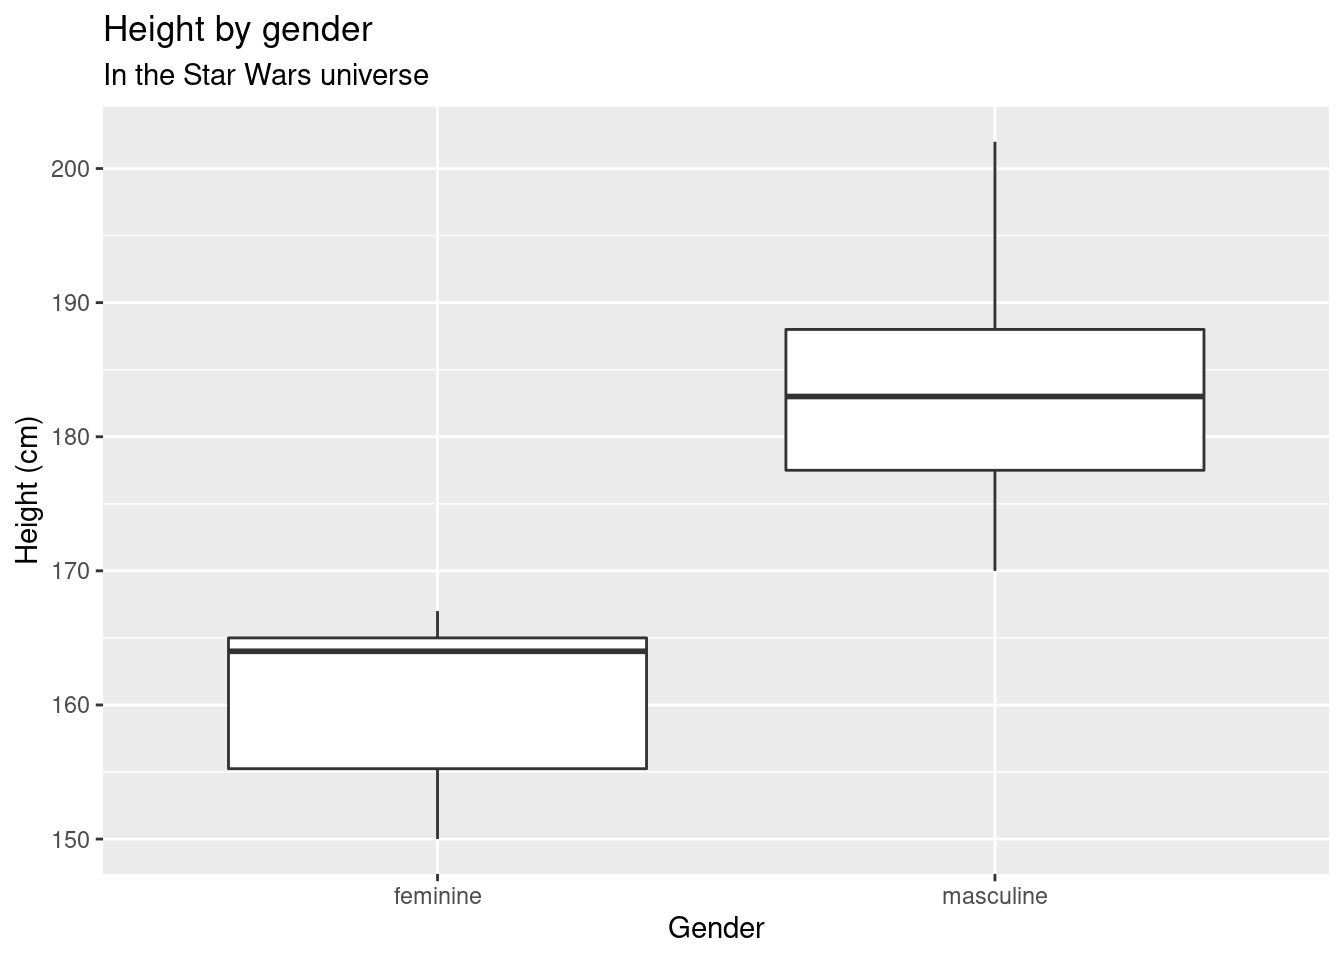 Height by gender
In the Star Wars universe
200
190
180
170
160
150
Height (cm)
feminine
masculine
Gender